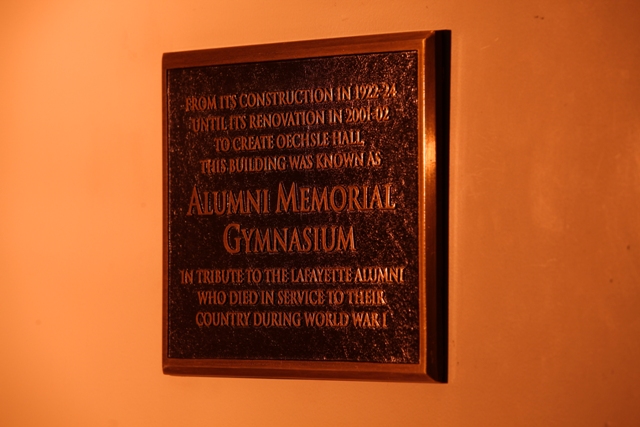 FROM ITS CONSTRUCTION IN 1922-24
UNTIL ITS RENOVATION IN 2001-02
TO CREATE OECHSLE HALL,
THIS BUILDING WAS KNOWN AS
ALUMNI MEMORIAL
GYMNASIUM
IN TRIBUTE TO THE LAFAYETTE ALUMNI
WHO DIED IN SERVICE TO THEIR
COUNTRY DURING WORLD WAR I